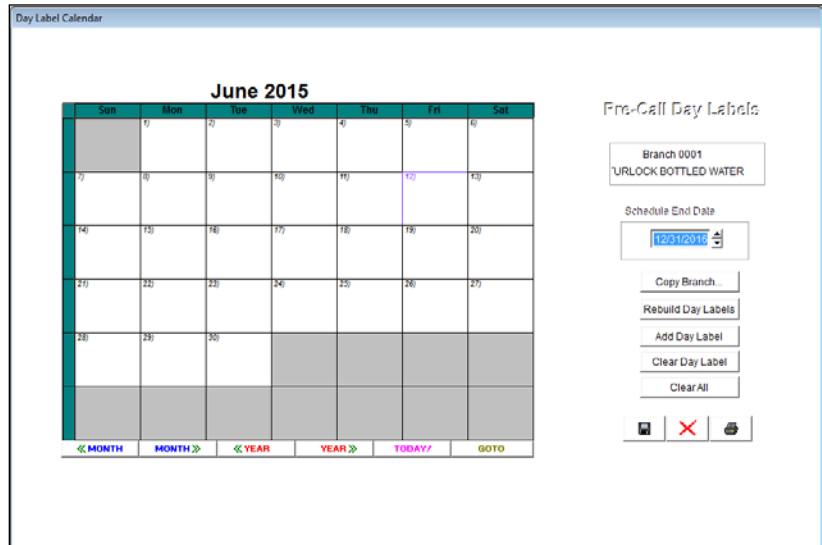 Day Label Calendar
June 2015
Sun Mon Tue Wed Thu Fri Sat
1) 2) 3) 4) 5) 6)
7) 8) 9) 10) 11) 12) 13)
14) 15) 16) 17) 18) 19) 20)
21) 22) 23) 24) 25) 26) 27)
28) 29) 30)
MONTH MONTH YEAR YEAR TODAY! GOTO
Pre-Call Day Labels
Branch 0001
'URLOCK BOTTLED WATER
Schedule End Date
12/31/2016
Copy Branch...
Rebuild Day Labels
Add Day Label
Clear Day Label
Clear All